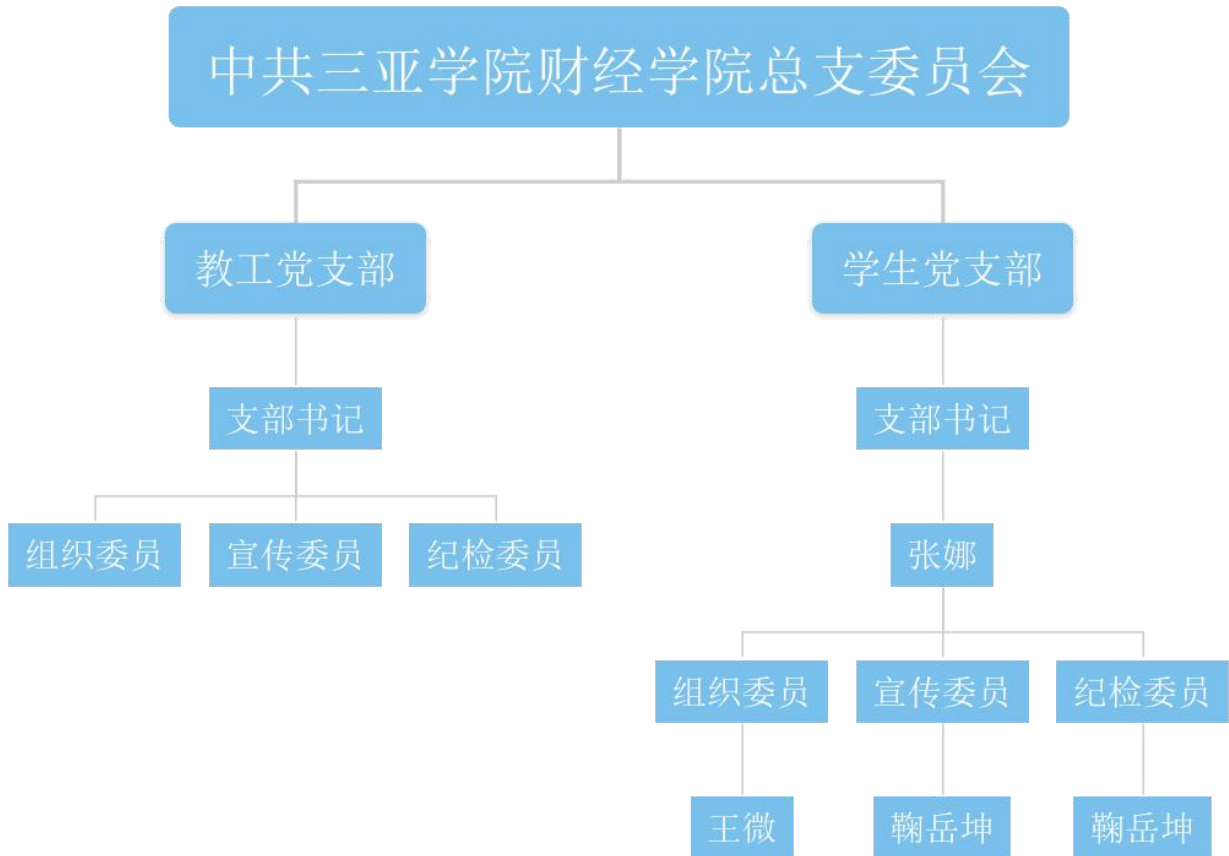 中共三亚学院财经学院总支委员会
教工党支部
学生党支部
支部书记
支部书记
组织委员
宣传委员
纪检委员
张娜
组织委员
宣传委员
纪检委员
王微
鞠岳坤
鞠岳坤